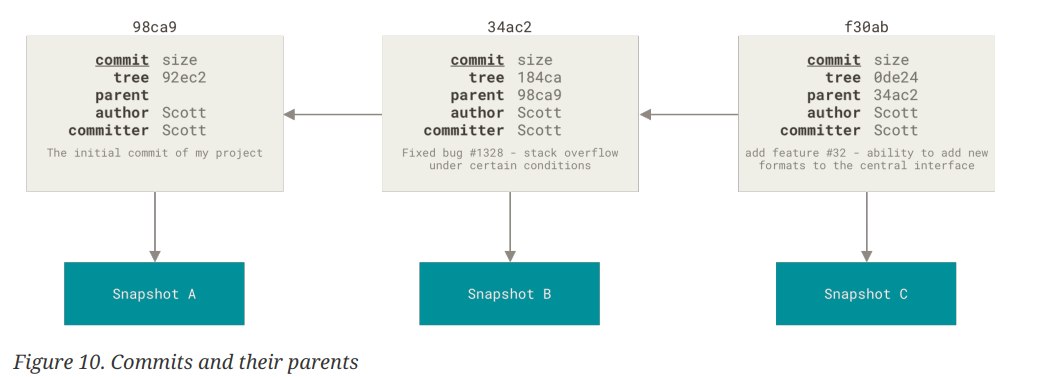 98ca9
commit size
tree 92ec2
parent
author Scott
committer Scott
The initial commit of my project
Snapshot A
34ac2
commit size
tree 184ca
parent 98ca9
author Scott
committer Scott
Fixed bug #1328 - stack overflow
under certain conditions
Snapshot B
f30ab
commit size
tree 0de24
parent 34ac2
author Scott
committer Scott
add feature #32 - ability to add new
formats to the central interface
Snapshot C
Figure 10. Commits and their parents